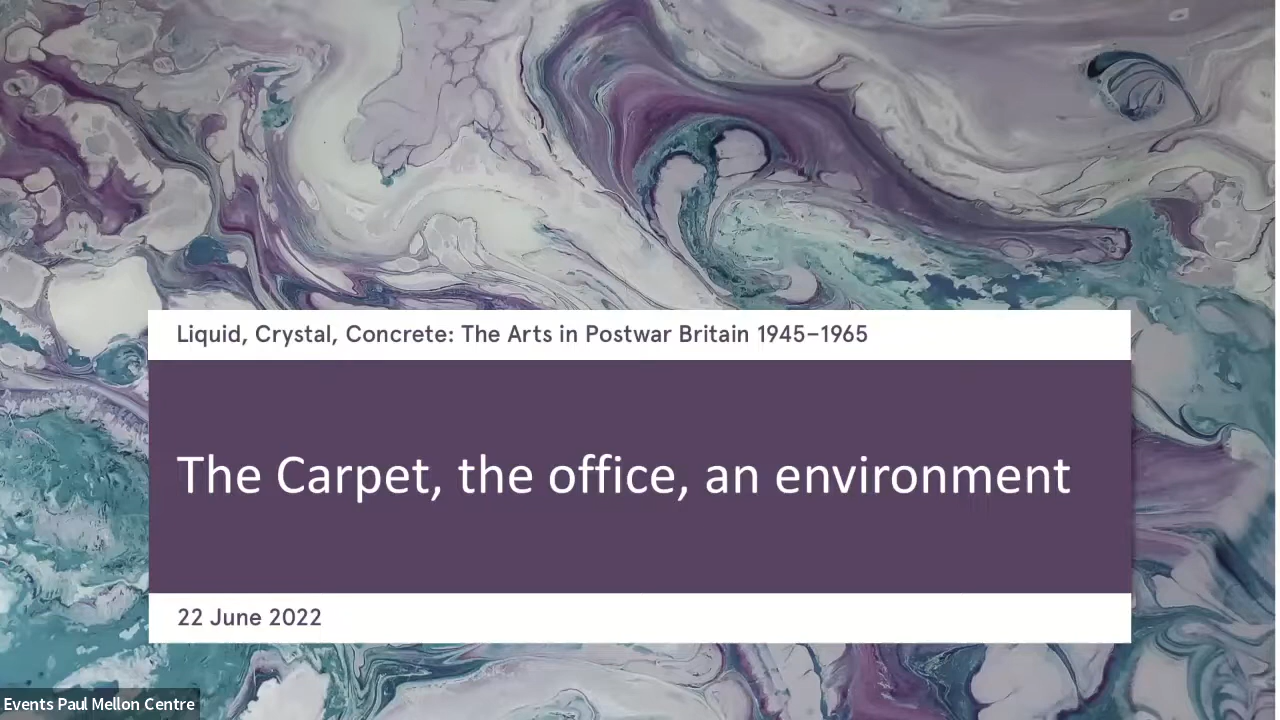 Liquid, Crystal, Concrete: The Arts in Postwar Britain 1945–1965
The Carpet, the office, an environment
22 June 2022
Events Paul Mellon Centre